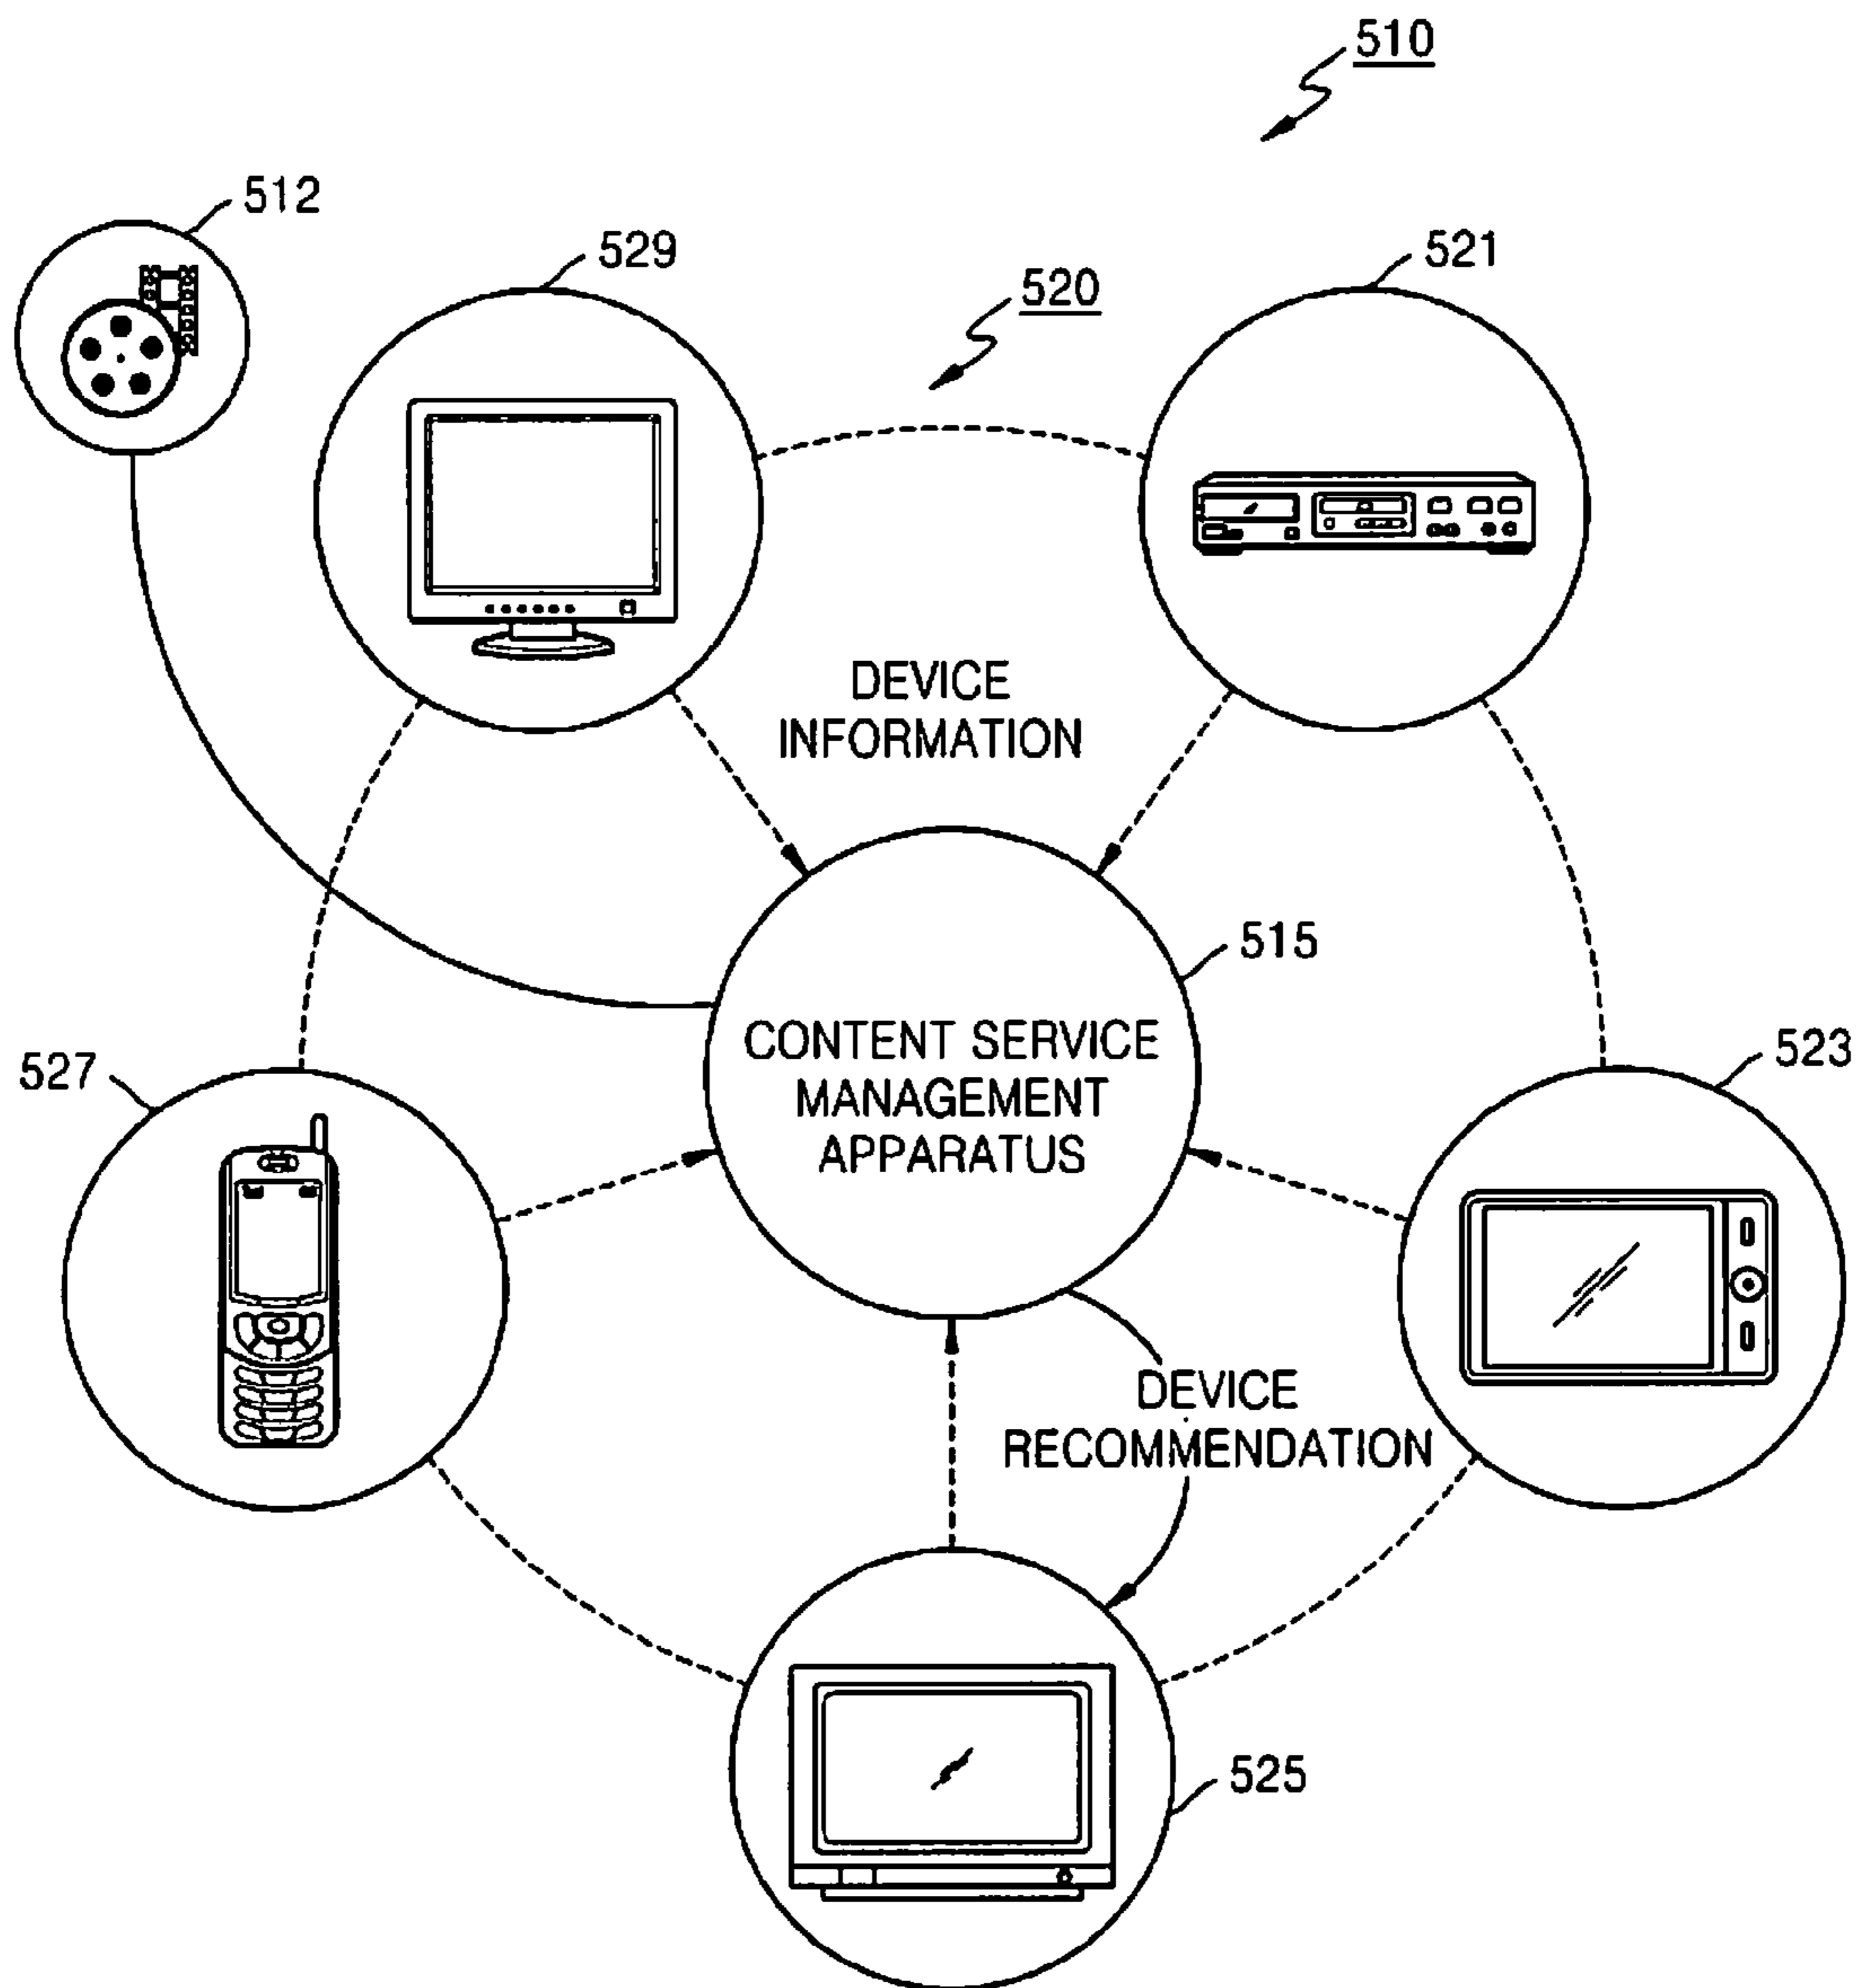 510
512
529
521
520
DEVICE
INFORMATION
515
CONTENT SERVICE
MANAGEMENT
APPARATUS
527
523
DEVICE
RECOMMENDATION
525